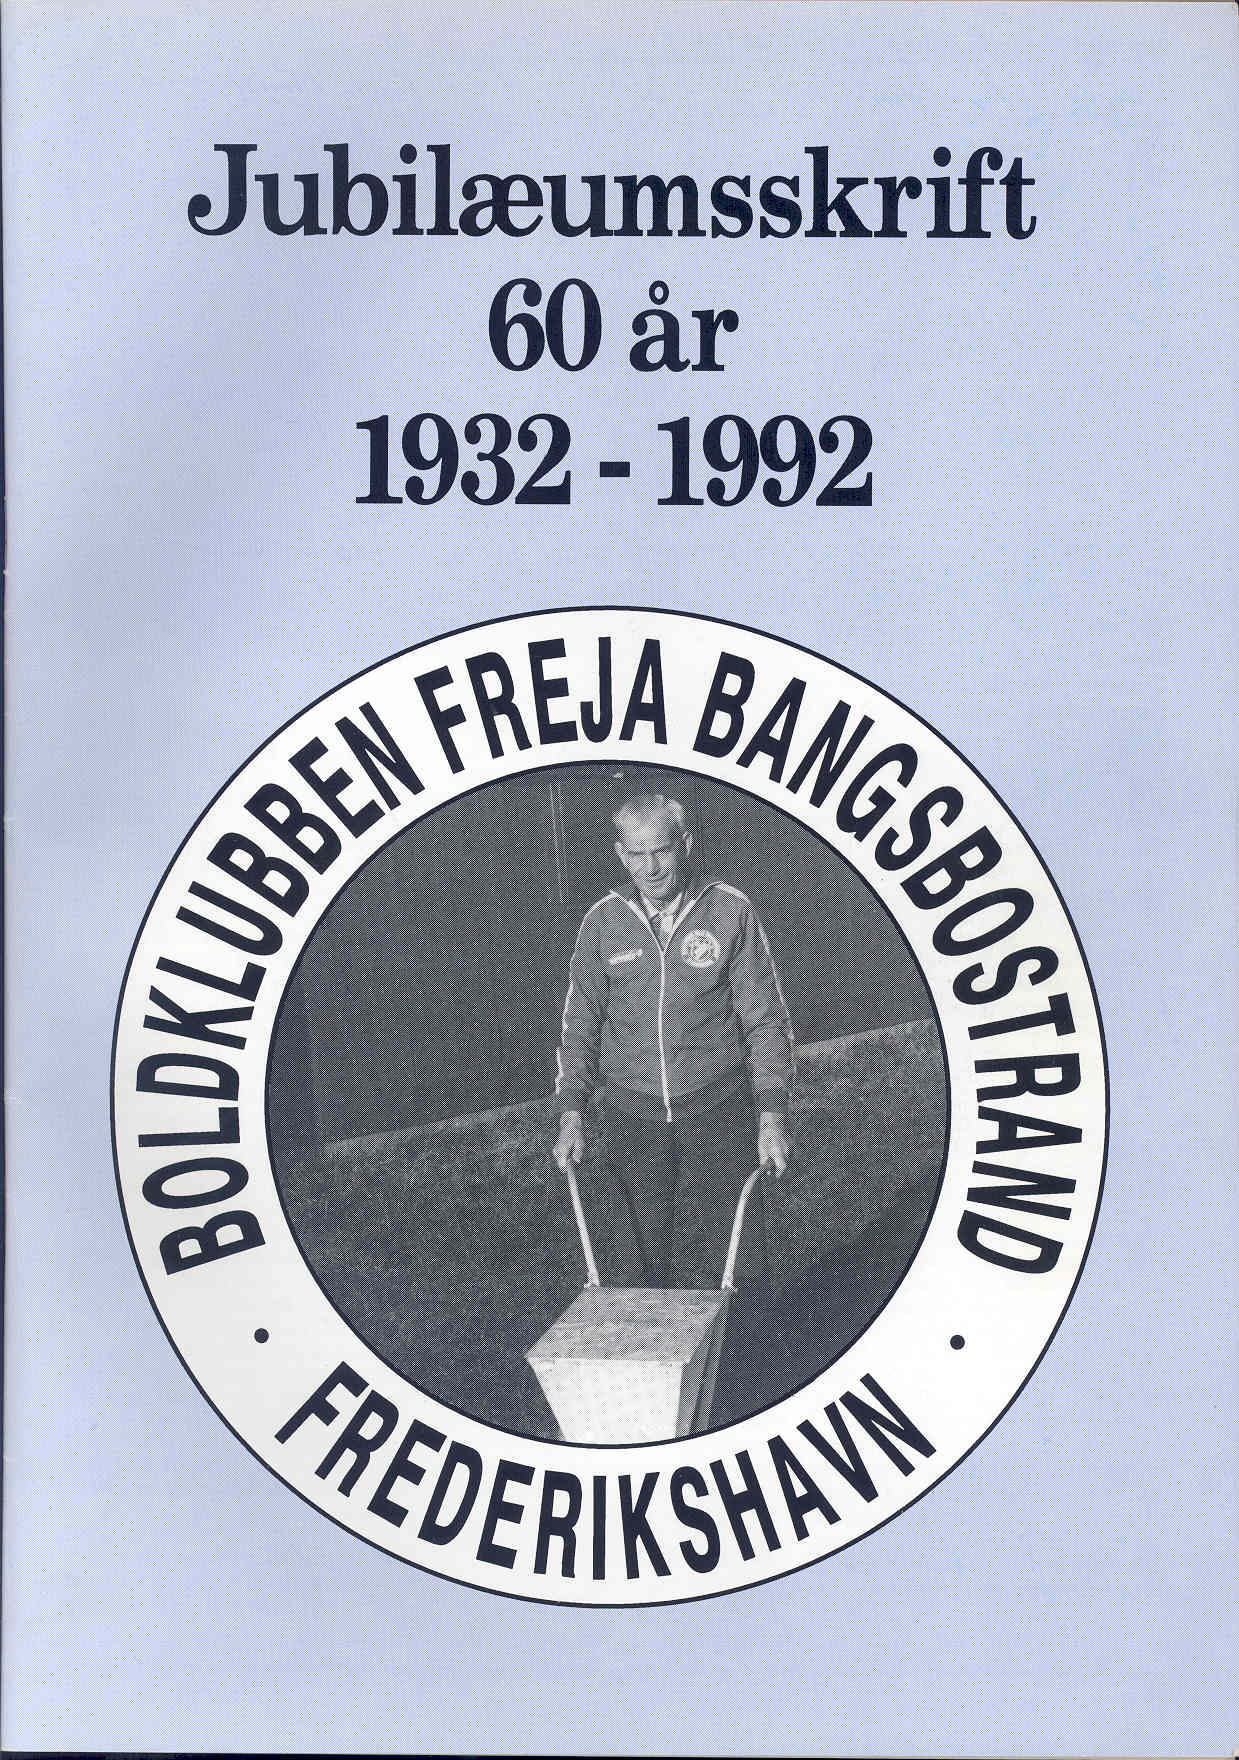 Jubilæumsskrift
60 år
1932 - 1992
BOLDKLUBBEN FREJA BANGSBOSTRAND
· FREDERIKSHAVN ·